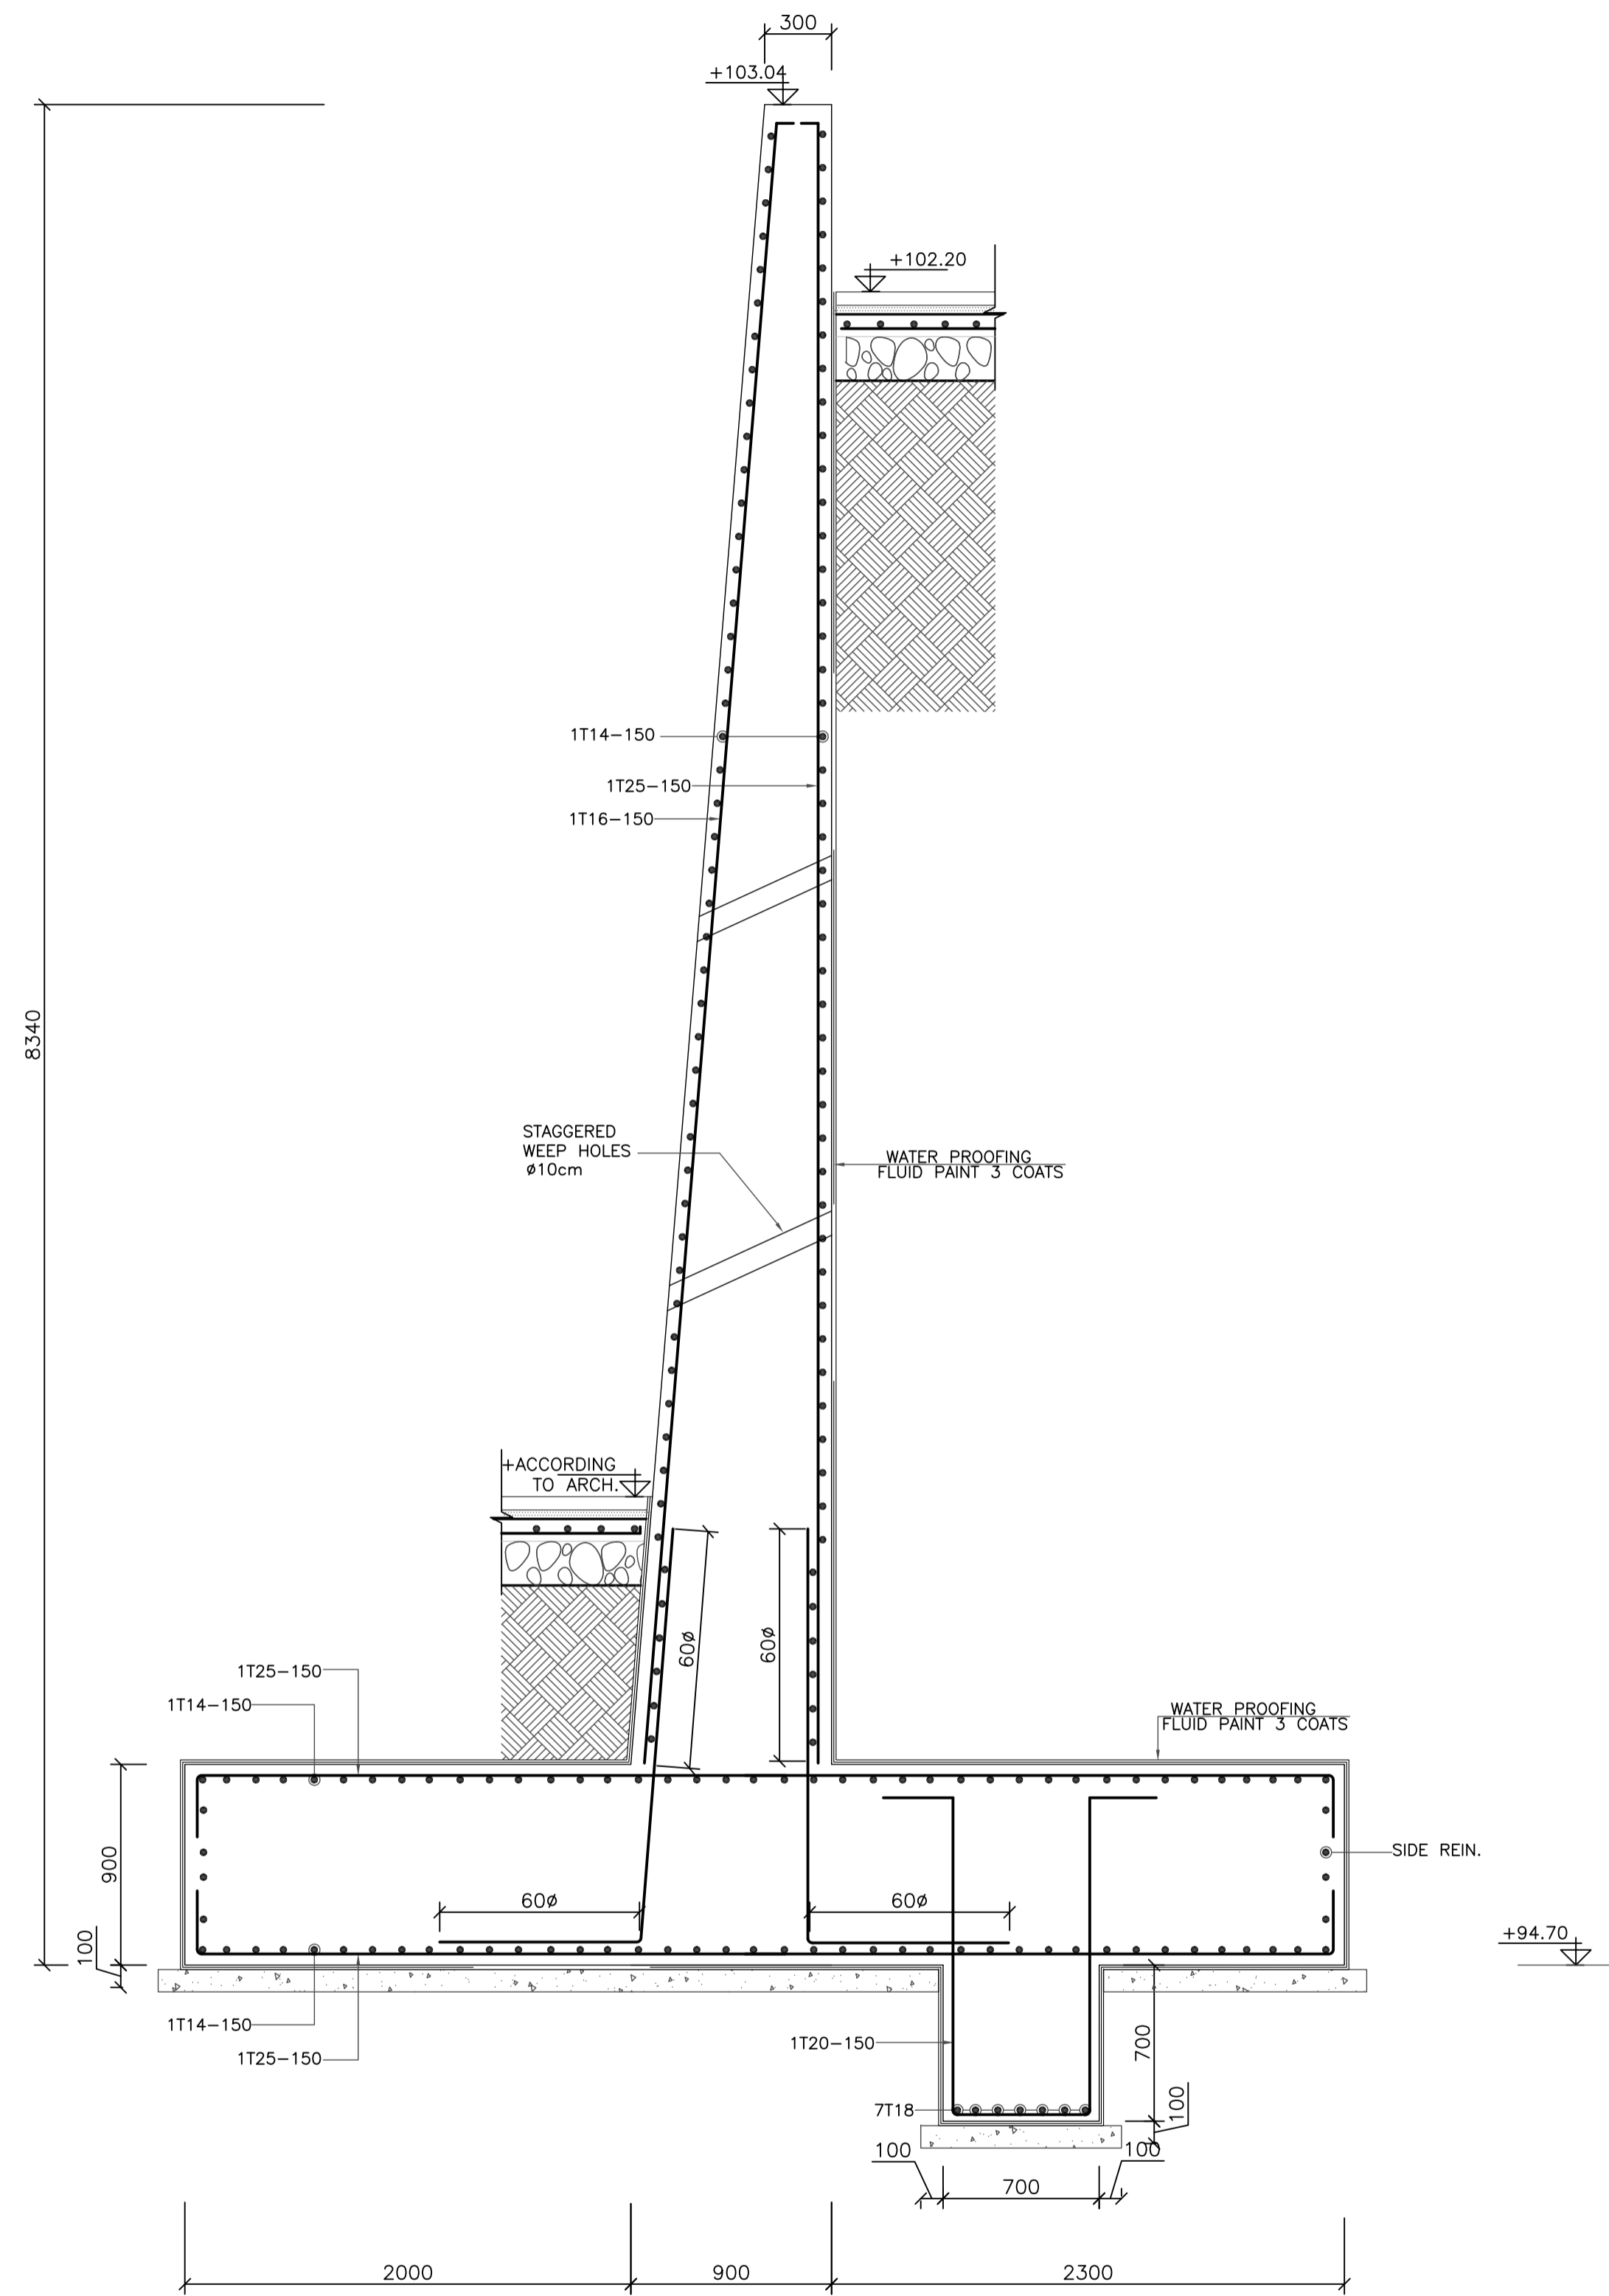 300
+103.04
+102.20
1T14-150
1T25-150
1T16-150
8340
STAGGERED
WEEP HOLES
ø10cm
WATER PROOFING
FLUID PAINT 3 COATS
+ACCORDING
TO ARCH.
60ø
60ø
1T25-150
1T14-150
WATER PROOFING
FLUID PAINT 3 COATS
900
SIDE REIN.
60ø
60ø
100
+94.70
1T14-150
1T25-150
1T20-150
700
7T18
100
100
100
700
2000
900
2300